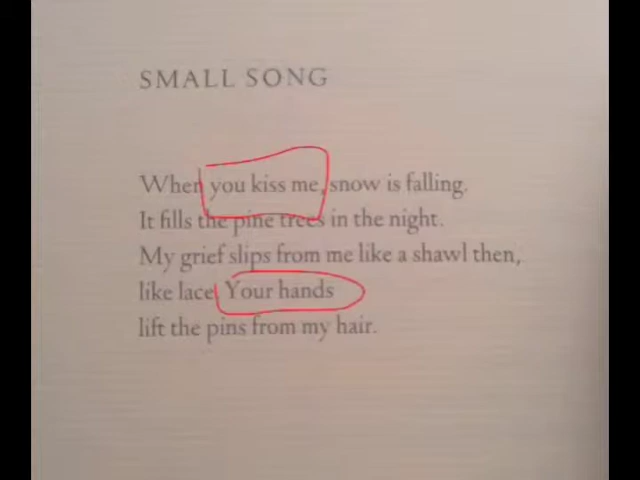 SMALL SONG
When you kiss me, snow is falling.
It fills the pine trees in the night.
My grief slips from me like a shawl then,
like lace. Your hands
lift the pins from my hair.